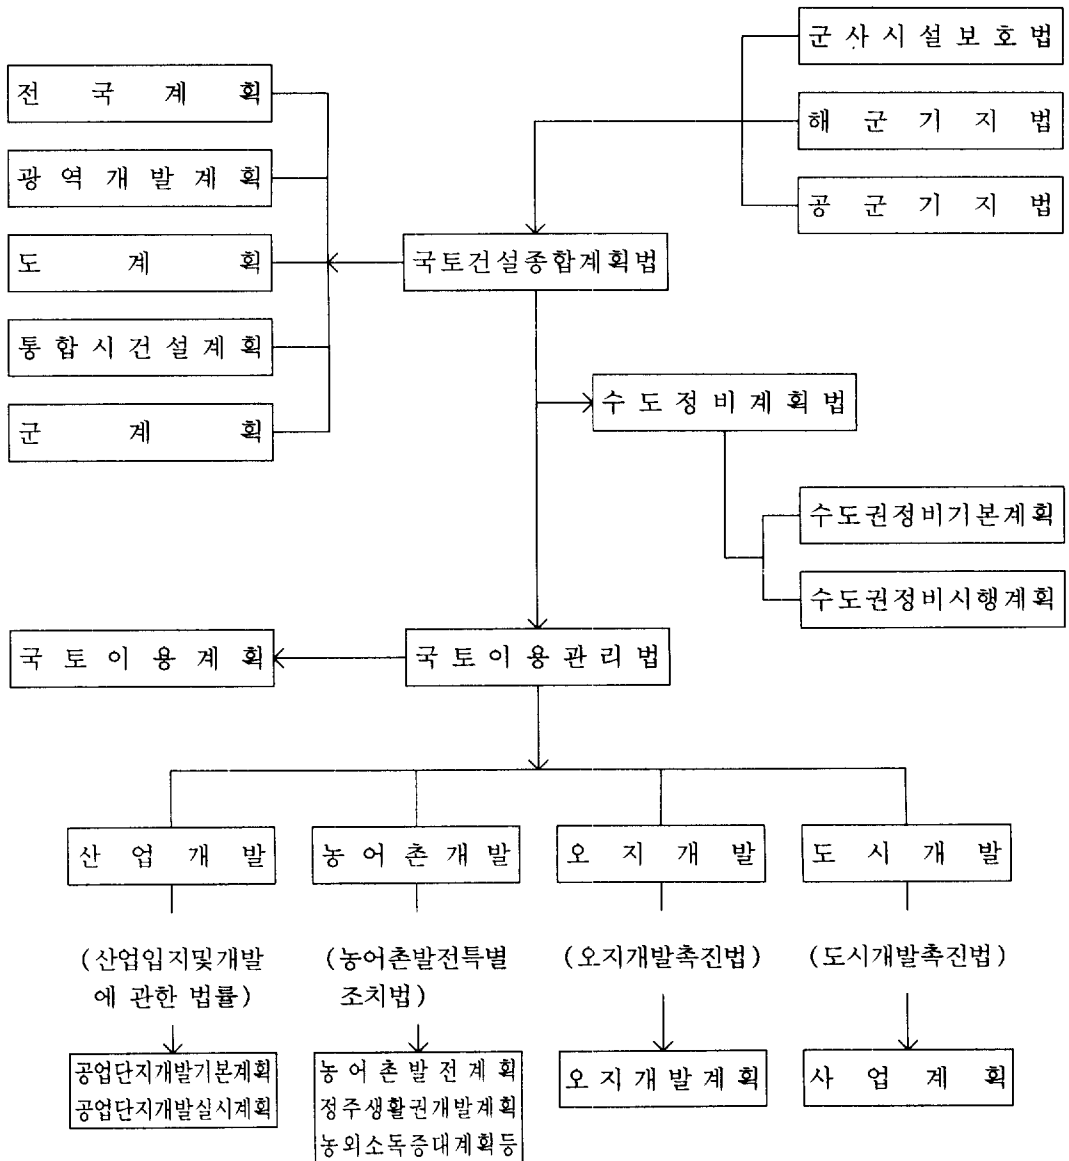 군사시설보호법
전국계획
해군기지법
광역개발계획
공군기지법
도계획
국토건설종합계획법
통합시건설계획
수도정비계획법
군계획
수도권정비기본계획
수도권정비시행계획
국토이용계획
국토이용관리법
산업개발
농어촌개발
오지개발
도시개발
(산업입지및개발
에 관한 법률)
(농어촌발전특별
조치법)
(오지개발촉진법)
(도시개발촉진법)
공업단지개발기본계획
공업단지개발실시계획
농어촌발전계획
정주생활권개발계획
농외소독증대계획등
오지개발계획
사업계획